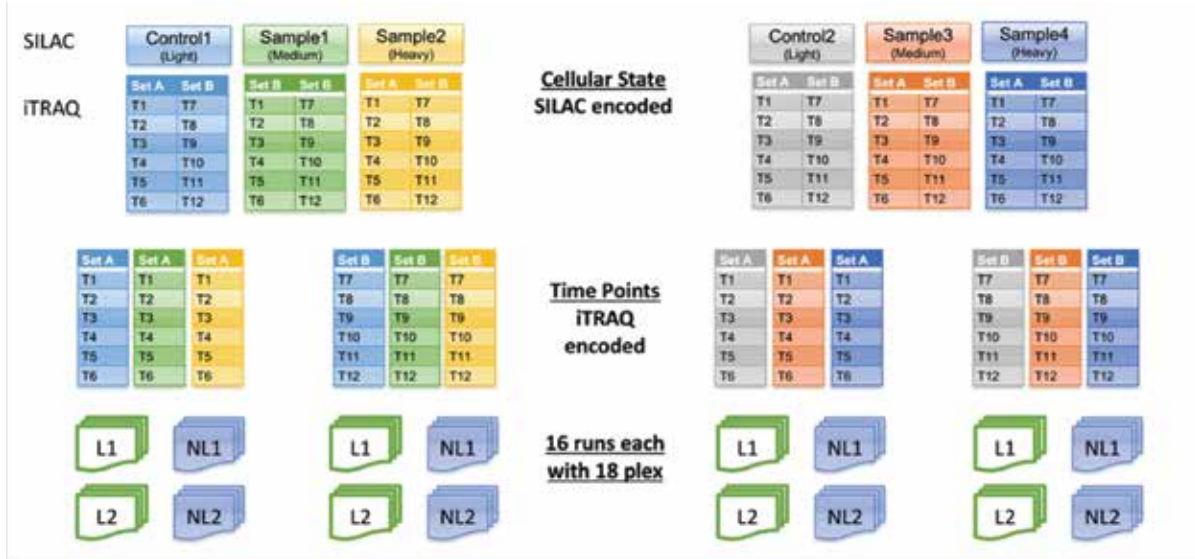 SILAC
Control1
(Light)
Sample1
(Medium)
Sample2
(Heavy)
iTRAQ
Set A Set B
T1 T7
T2 T8
T3 T9
T4 T10
T5 T11
T6 T12
Set B Set B
T1 T7
T2 T8
T3 T9
T4 T10
T5 T11
T6 T12
Set A Set B
T1 T7
T2 T8
T3 T9
T4 T10
T5 T11
T6 T12
Cellular State
SILAC encoded
Control2
(Light)
Sample3
(Medium)
Sample4
(Heavy)
Set A Set B
T1 T7
T2 T8
T3 T9
T4 T10
T5 T11
T6 T12
Set A Set B
T1 T7
T2 T8
T3 T9
T4 T10
T5 T11
T6 T12
Set A Set B
T1 T7
T2 T8
T3 T9
T4 T10
T5 T11
T6 T12
Set A Set A Set A
T1 T1 T1
T2 T2 T2
T3 T3 T3
T4 T4 T4
T5 T5 T5
T6 T6 T6
Set B Set B Set B
T7 T7 T7
T8 T8 T8
T9 T9 T9
T10 T10 T10
T11 T11 T11
T12 T12 T12
Time Points
iTRAQ
encoded
Set A Set A Set A
T1 T1 T1
T2 T2 T2
T3 T3 T3
T4 T4 T4
T5 T5 T5
T6 T6 T6
Set B Set B Set B
T7 T7 T7
T8 T8 T8
T9 T9 T9
T10 T10 T10
T11 T11 T11
T12 T12 T12
L1 NL1
L2 NL2
L1 NL1
L2 NL2
16 runs each
with 18 plex
L1 NL1
L2 NL2
L1 NL1
L2 NL2